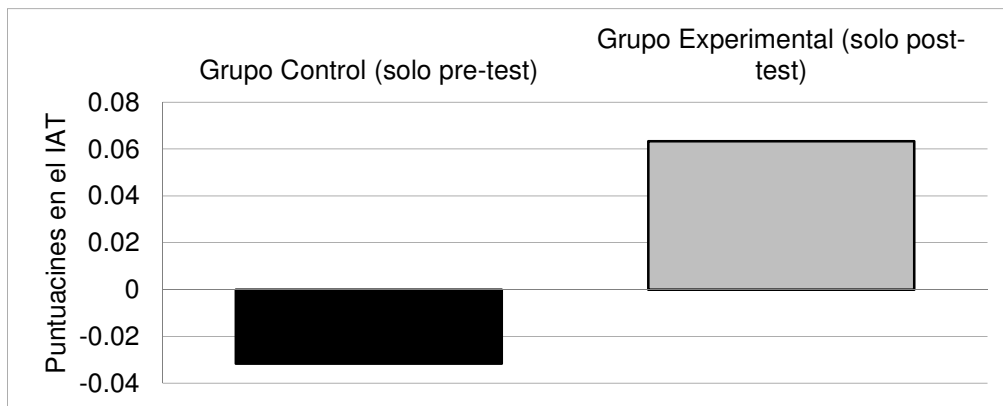 Grupo Control (solo pre-test)
Grupo Experimental (solo post-
test)
Puntuacines en el IAT
0.08
0.06
0.04
0.02
0
-0.02
-0.04